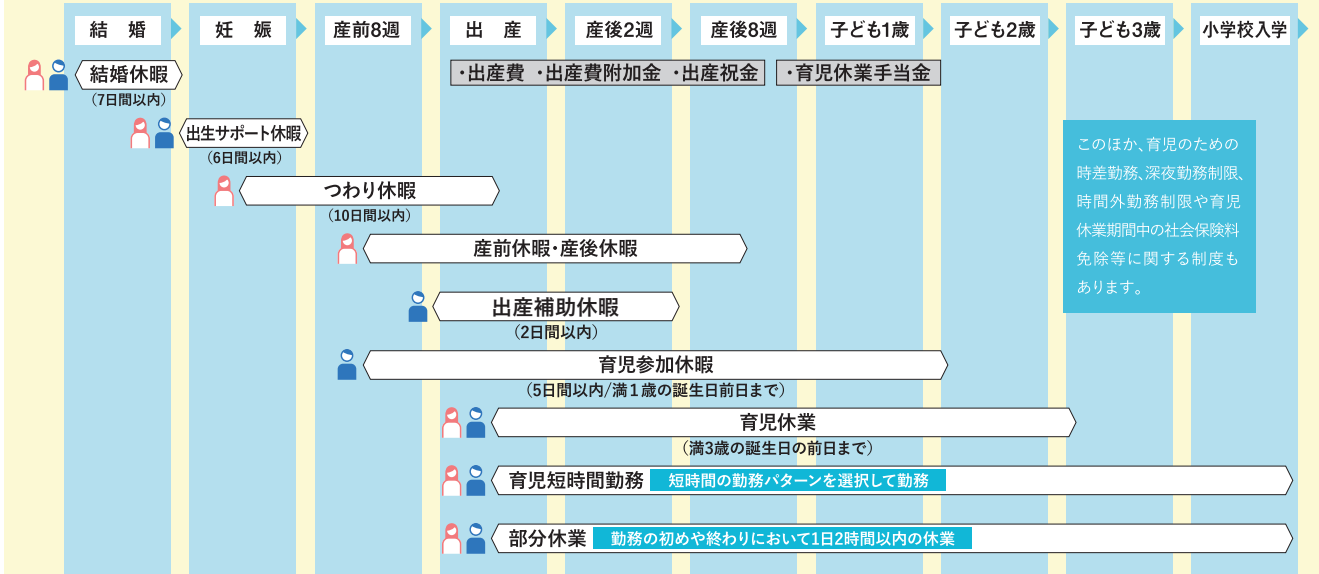 結婚 妊娠 産前8週 出産 産後2週 産後8週 子ども1歳 子ども2歳 子ども3歳 小学校入学
結婚休暇
(7日間以内)
・出産費 ・出産費附加金 ・出産祝金
・育児休業手当金
出生サポート休暇
(6日間以内)
このほか、育児のための
時差勤務、深夜勤務制限、
時間外勤務制限や育児
休業期間中の社会保険料
免除等に関する制度も
あります。
つわり休暇
(10日間以内)
産前休暇・産後休暇
出産補助休暇
(2日間以内)
育児参加休暇
(5日間以内/満1歳の誕生日前日まで)
育児休業
(満3歳の誕生日の前日まで)
育児短時間勤務 短時間の勤務パターンを選択して勤務
部分休業 勤務の初めや終わりにおいて1日2時間以内の休業